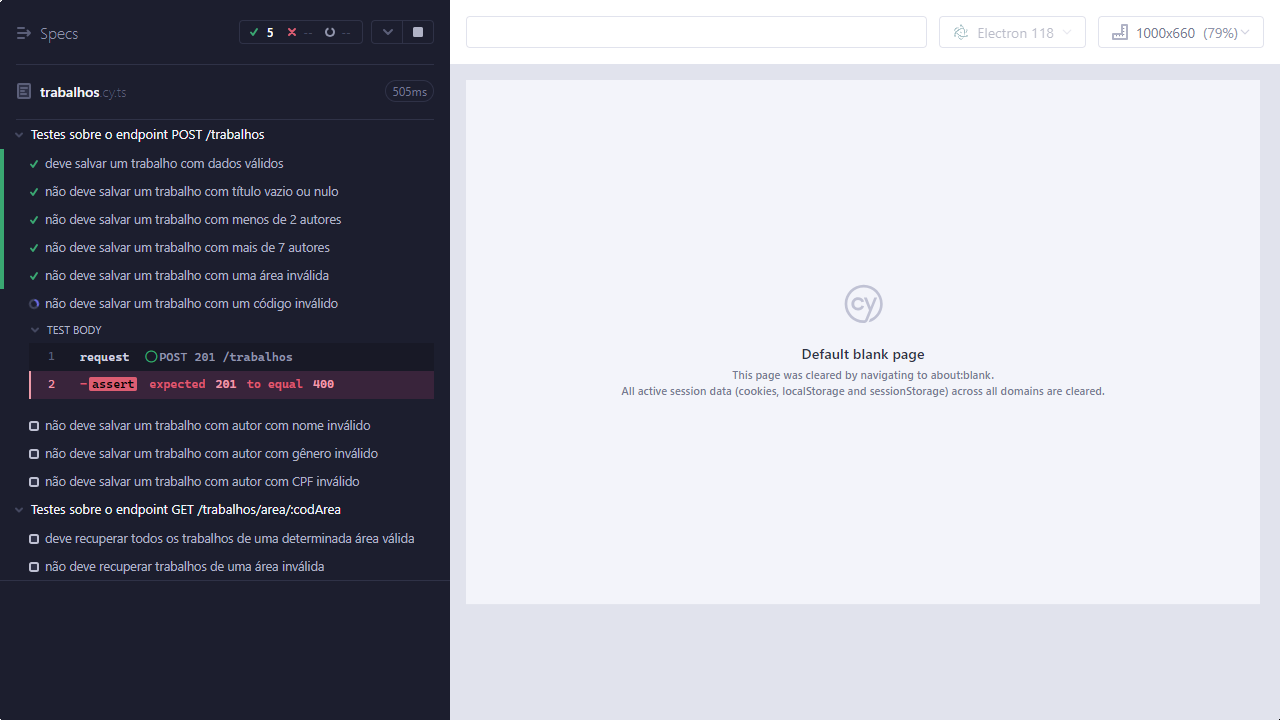 Specs
5 -- --
trabalhos cy.ts
505ms
Testes sobre o endpoint POST /trabalhos
deve salvar um trabalho com dados válidos
não deve salvar um trabalho com título vazio ou nulo
não deve salvar um trabalho com menos de 2 autores
não deve salvar um trabalho com mais de 7 autores
não deve salvar um trabalho com uma área inválida
não deve salvar um trabalho com um código inválido
TEST BODY
1 request POST 201 /trabalhos
2 -assert expected 201 to equal 400
não deve salvar um trabalho com autor com nome inválido
não deve salvar um trabalho com autor com gênero inválido
não deve salvar um trabalho com autor com CPF inválido
Testes sobre o endpoint GET /trabalhos/area/:codArea
deve recuperar todos os trabalhos de uma determinada área válida
não deve recuperar trabalhos de uma área inválida
Electron 118
1000x660 (79%)
cy
Default blank page
This page was cleared by navigating to about:blank.
All active session data (cookies, localStorage and sessionStorage) across all domains are cleared.